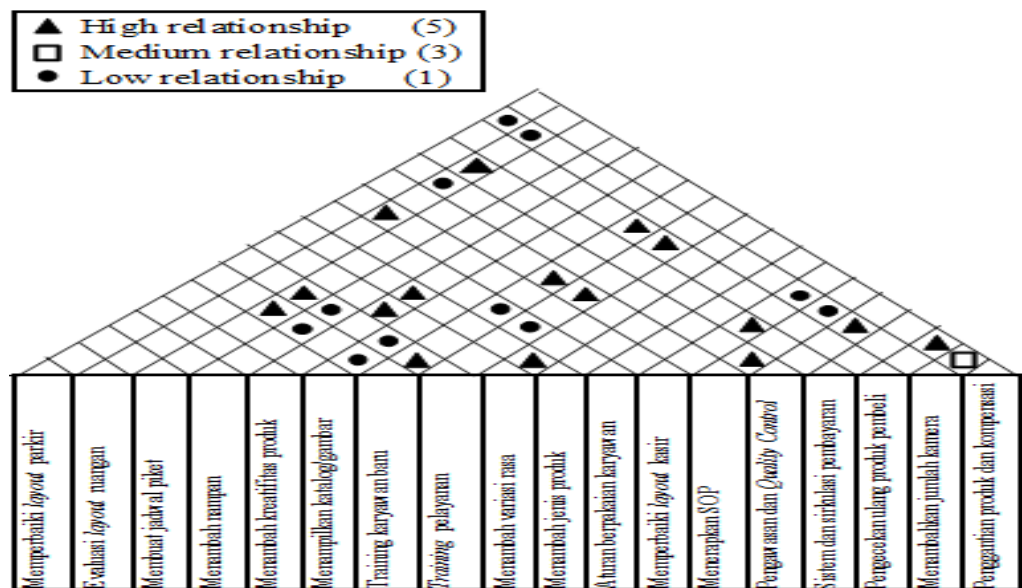 High relationship (5)
Medium relationship (3)
Low relationship (1)
Memperbaiki layout parkir
Evaluasi layout ruangan
Membuat jadwal piket
Menambah nampan
Menambah kreatifitas produk
Menampilkan katalog/gambar
Training karyawan baru
Training pelayanan
Menambah variasi rasa
Menambah jenis produk
Aturan berpakaian karyawan
Memperbaiki layout kasir
Menerapkan SOP
Pengawasan dan Quality Control
Sistem dan sirkulasi pembayaran
Pengecekan ulang produk pembeli
Menambahkan jumlah kamera
Penggantian produk dan kompensasi